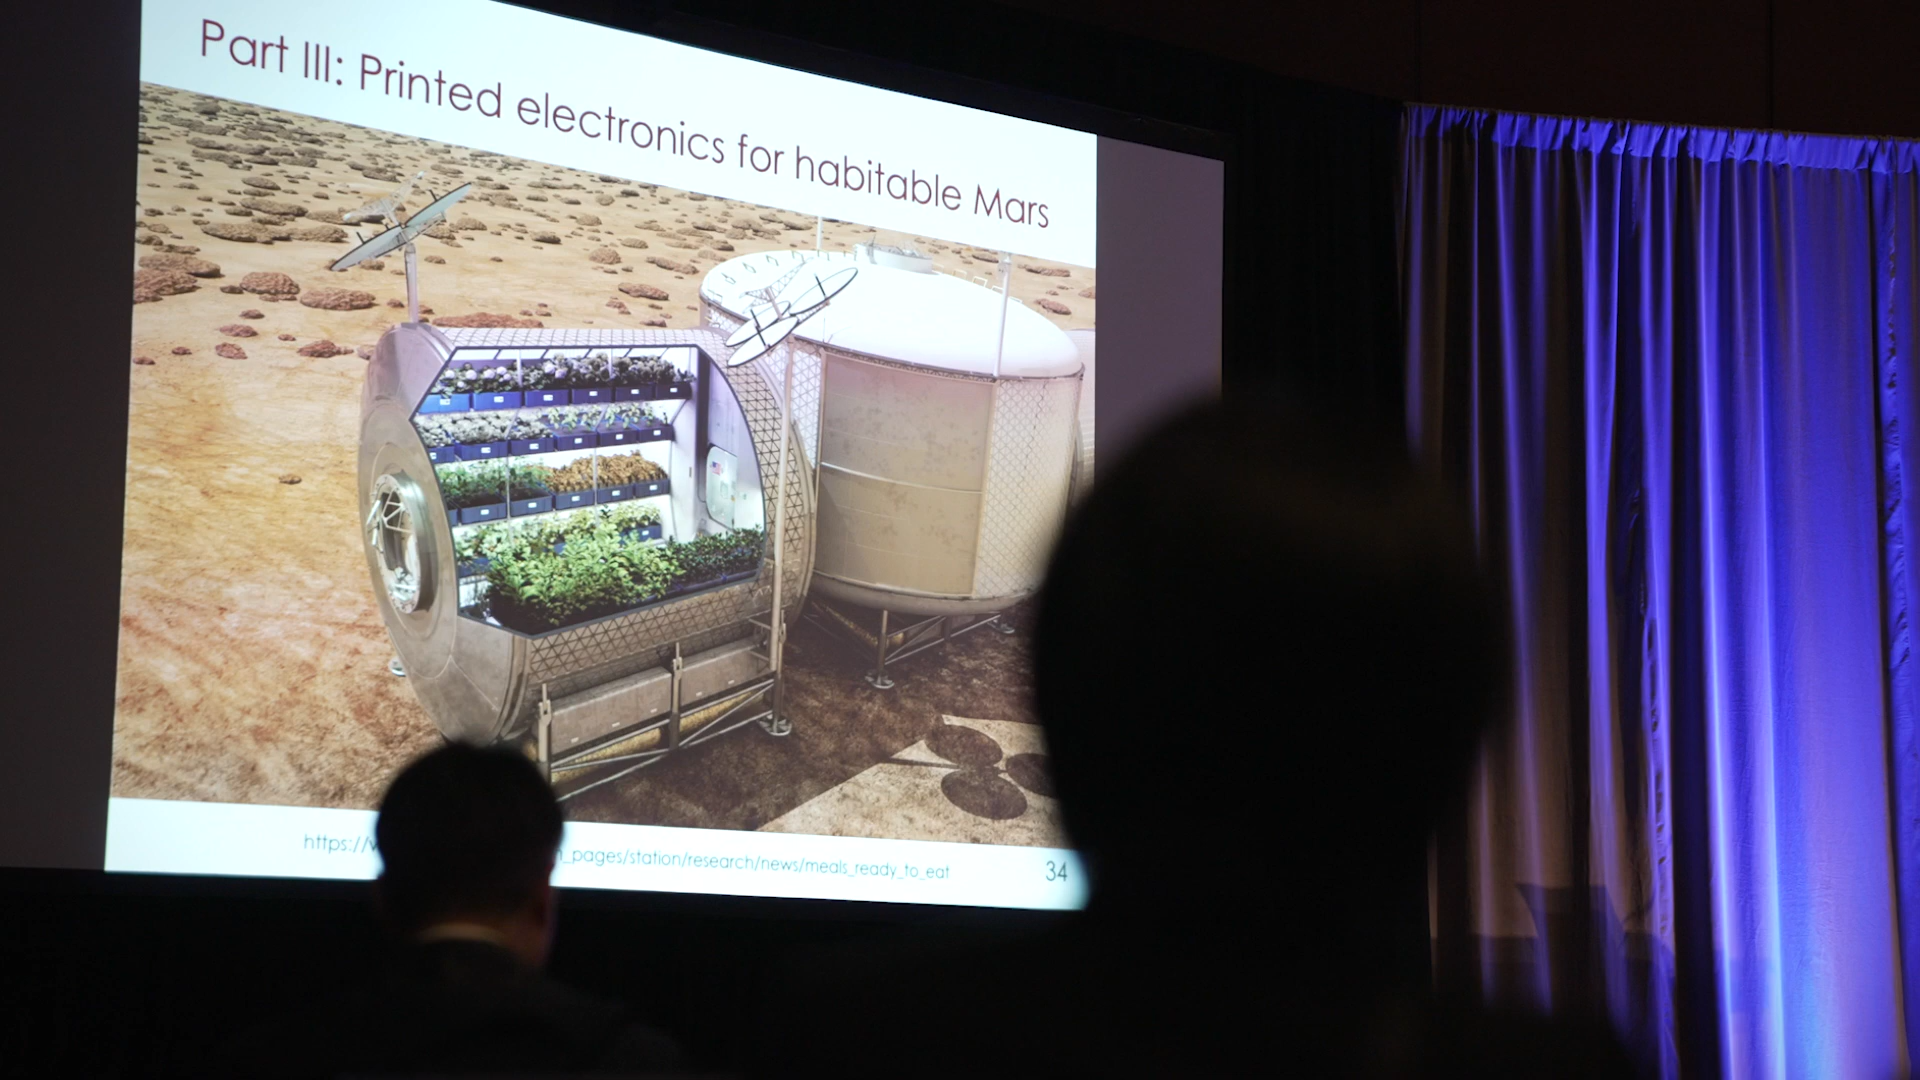 Part III: Printed electronics for habitable Mars
https:// _pages/station/research/news/meals_ready_to_eat
34